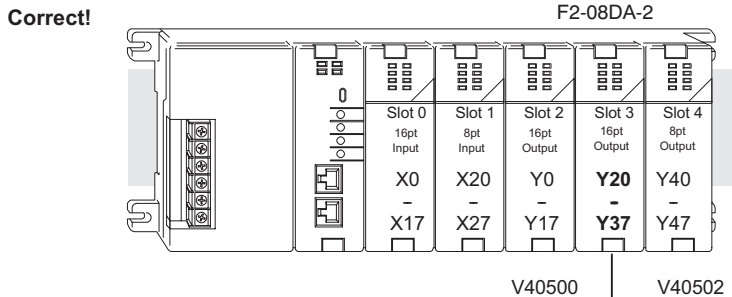 Correct!
F2-08DA-2
Slot 0
16pt
Input
X0
–
X17
Slot 1
8pt
Input
X20
–
X27
Slot 2
16pt
Output
Y0
–
Y17
Slot 3
16pt
Output
Y20
–
Y37
Slot 4
8pt
Output
Y40
–
Y47
V40500
V40502